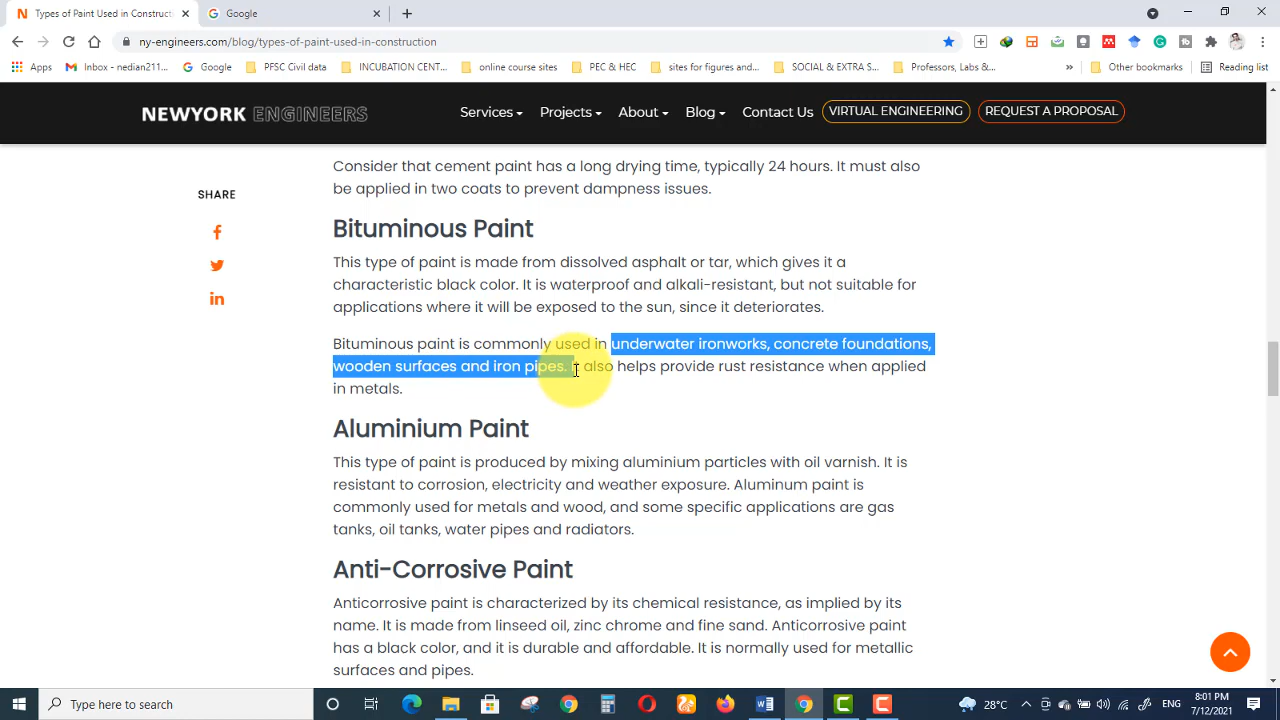 Types of Paint Used in Constructi
Google
ny-engineers.com/blog/types-of-paint-used-in-construction
Apps
Inbox - nedian211...
Google
PFSC Civil data
INCUBATION CENT...
online course sites
PEC & HEC
sites for figures and...
SOCIAL & EXTRA S...
Professors, Labs &...
»
Other bookmarks
Reading list
NEWYORK ENGINEERS
Services
Projects
About
Blog
Contact Us
VIRTUAL ENGINEERING
REQUEST A PROPOSAL
SHARE
Consider that cement paint has a long drying time, typically 24 hours. It must also
be applied in two coats to prevent dampness issues.
Bituminous Paint
This type of paint is made from dissolved asphalt or tar, which gives it a
characteristic black color. It is waterproof and alkali-resistant, but not suitable for
applications where it will be exposed to the sun, since it deteriorates.
Bituminous paint is commonly used in underwater ironworks, concrete foundations,
wooden surfaces and iron pipes. It also helps provide rust resistance when applied
in metals.
Aluminium Paint
This type of paint is produced by mixing aluminium particles with oil varnish. It is
resistant to corrosion, electricity and weather exposure. Aluminum paint is
commonly used for metals and wood, and some specific applications are gas
tanks, oil tanks, water pipes and radiators.
Anti-Corrosive Paint
Anticorrosive paint is characterized by its chemical resistance, as implied by its
name. It is made from linseed oil, zinc chrome and fine sand. Anticorrosive paint
has a black color, and it is durable and affordable. It is normally used for metallic
surfaces and pipes.
Type here to search
28°C
ENG
8:01 PM
7/12/2021